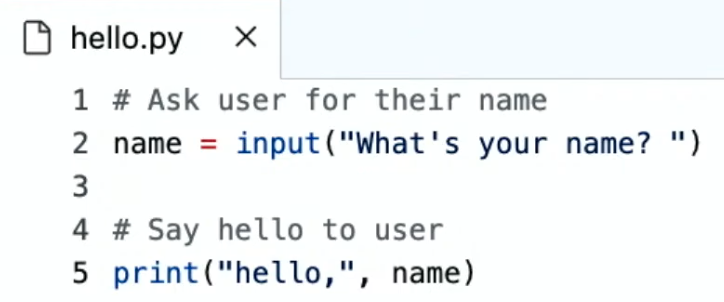 hello.py ×
1 # Ask user for their name
2 name = input("What's your name? ")
3
4 # Say hello to user
5 print("hello,", name)